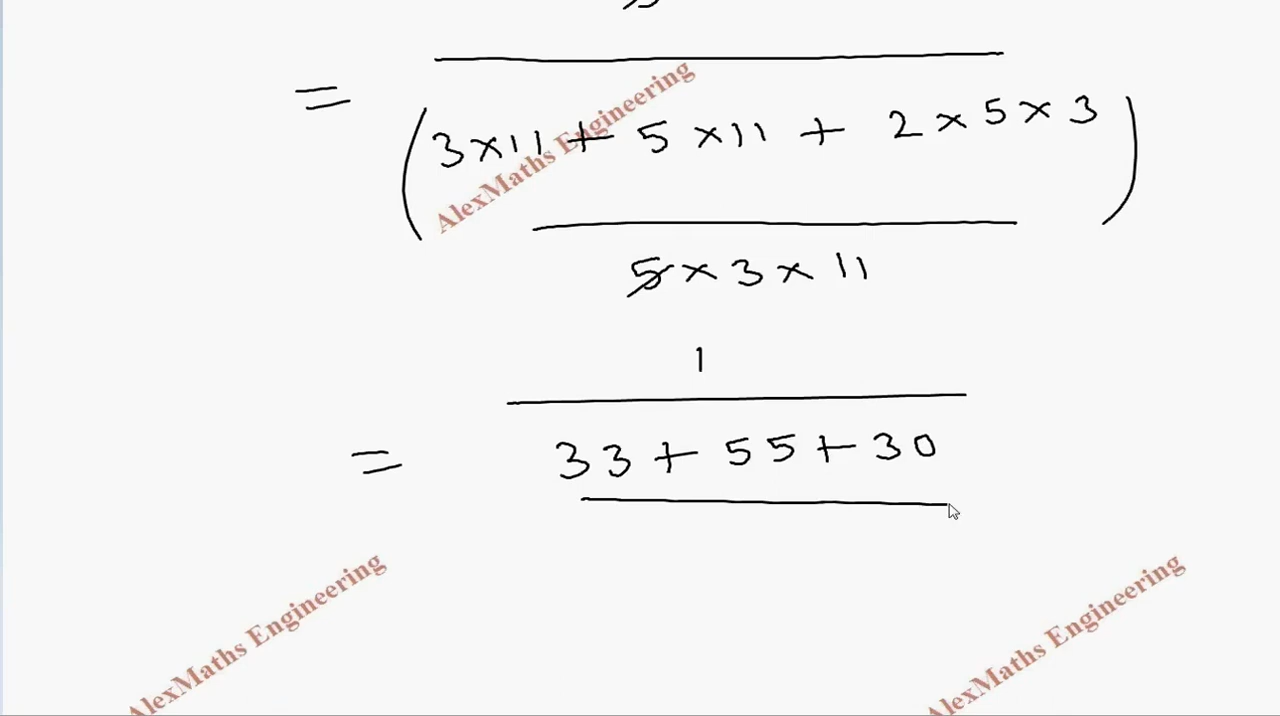 = (3×11 + 5×11 + 2×5×3)
5×3×11
1
= 33 + 55 + 30
AlexMaths Engineering
AlexMaths Engineering
AlexMaths Engineering